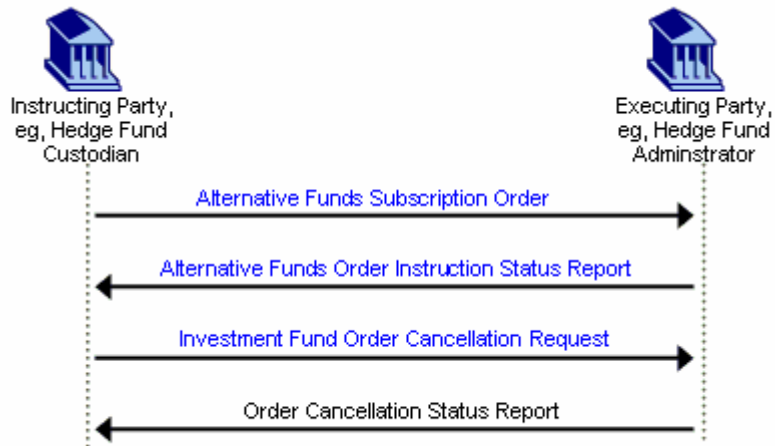 Instructing Party,
eg, Hedge Fund
Custodian
Executing Party,
eg, Hedge Fund
Adminstrator
Alternative Funds Subscription Order
Alternative Funds Order Instruction Status Report
Investment Fund Order Cancellation Request
Order Cancellation Status Report